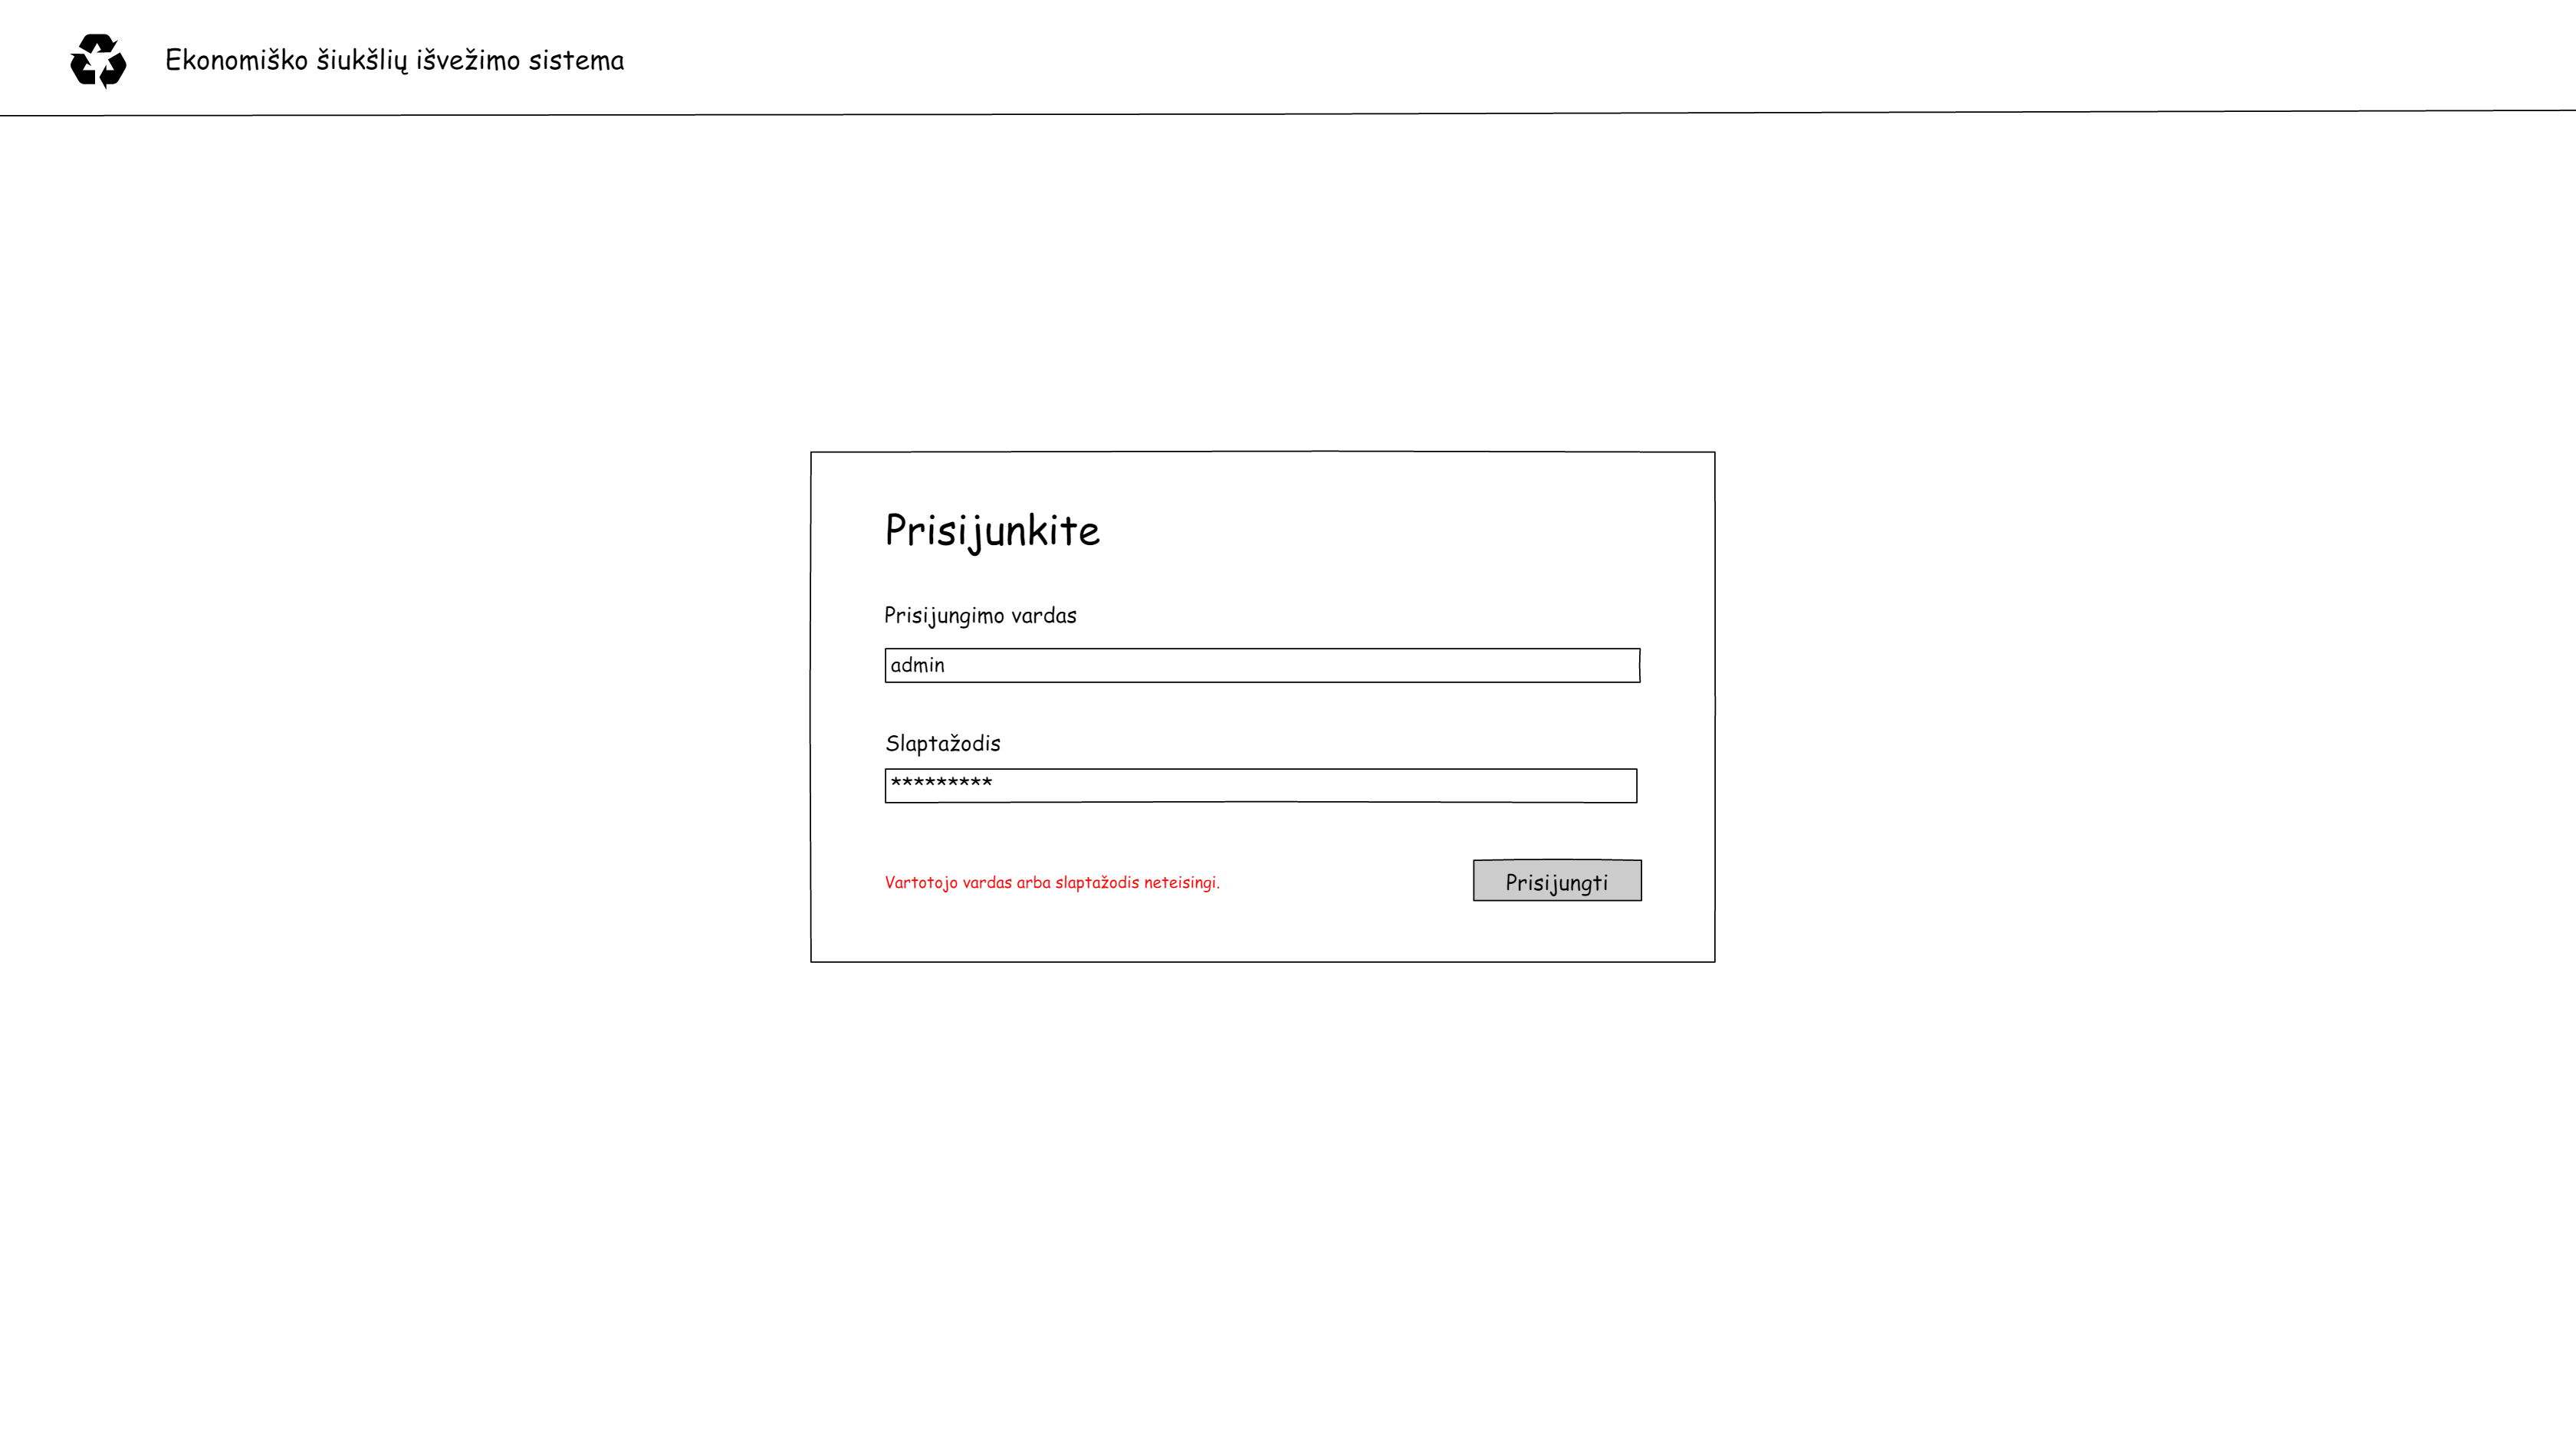 Ekonomiško šiukšlių išvežimo sistema
Prisijunkite
Prisijungimo vardas
admin
Slaptažodis
*********
Vartotojo vardas arba slaptažodis neteisingi.
Prisijungti